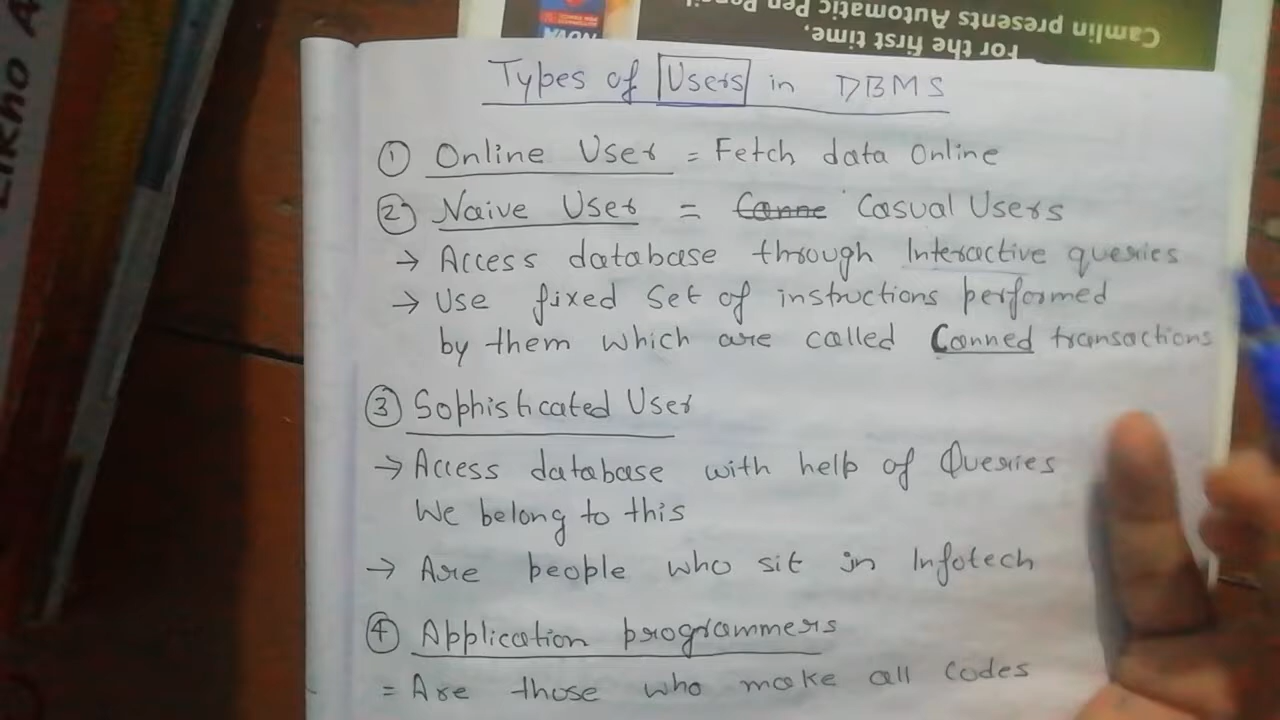 For the first time,
Camlin presents Automatic Pen Pencil
NOVA
Likho A
Types of Users in DBMS
① Online User = Fetch data Online
② Naive User = Canne Casual Users
→ Access database through Interactive queries
→ Use fixed Set of instructions performed
by them which are called Canned transactions
③ Sophisticated User
→ Access database with help of Queries
We belong to this
→ Are people who sit in Infotech
④ Application programmers
= Are those who make all codes